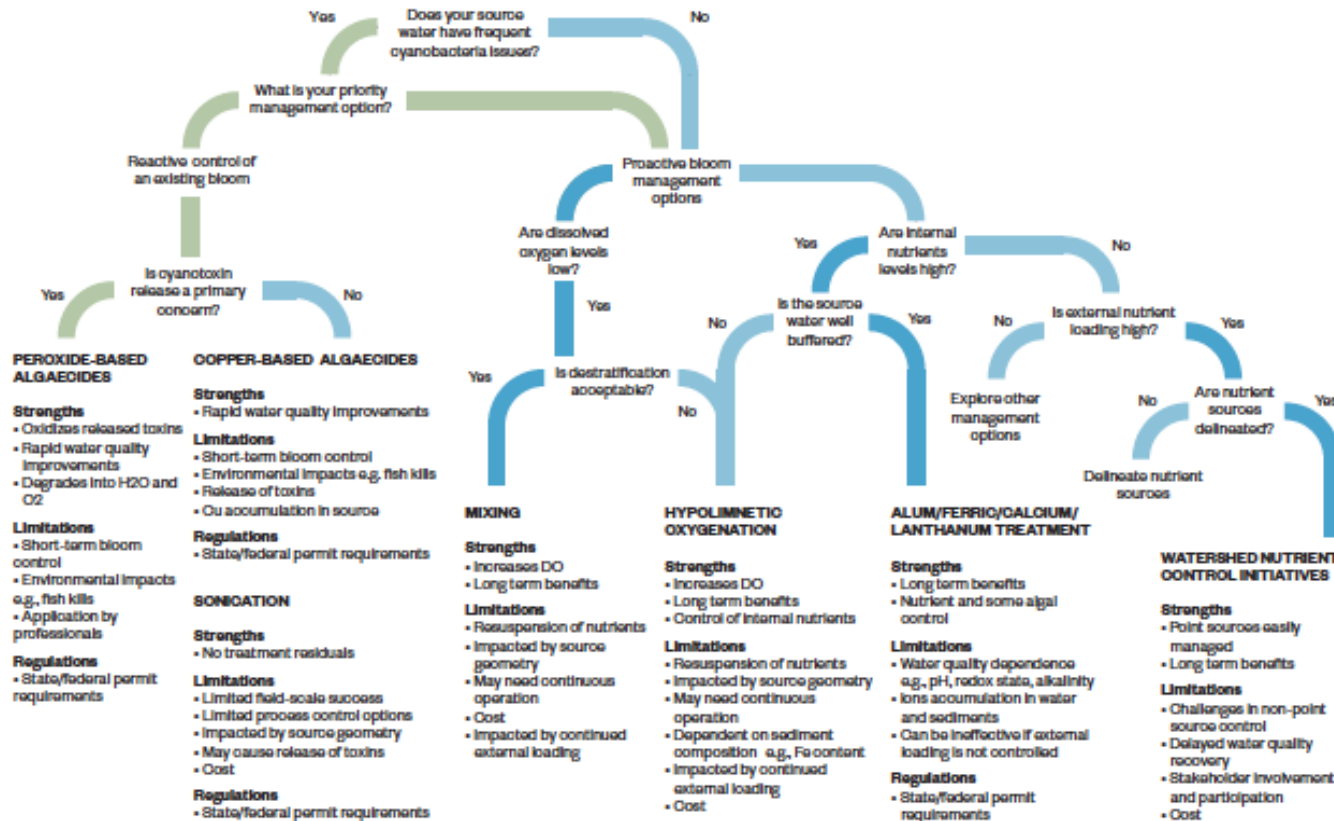 Yes
Does your source
water have frequent
cyanobacteria issues?
No
What is your priority
management option?
Reactive control of
an existing bloom
Proactive bloom
management
options
Is cyanotoxin
release a primary
concern?
Yes
No
Are dissolved
oxygen levels
low?
Yes
Is destratification
acceptable?
Yes
No
Are internal
nutrients
levels high?
Yes
No
Is the source
water well
buffered?
No
Yes
Is external nutrient
loading high?
No
Yes
Explore other
management
options
Are nutrient
sources
delineated?
No
Yes
Delineate nutrient
sources
PEROXIDE-BASED
ALGAECIDES
Strengths
• Oxidizes released toxins
• Rapid water quality
improvements
• Degrades into H2O and
O2
Limitations
• Short-term bloom
control
• Environmental impacts
e.g., fish kills
• Application by
professionals
Regulations
• State/federal permit
requirements
COPPER-BASED ALGAECIDES
Strengths
• Rapid water quality improvements
Limitations
• Short-term bloom control
• Environmental impacts e.g. fish kills
• Release of toxins
• Cu accumulation in source
Regulations
• State/federal permit requirements
SONICATION
Strengths
• No treatment residuals
Limitations
• Limited field-scale success
• Limited process control options
• Impacted by source geometry
• May cause release of toxins
• Cost
Regulations
• State/federal permit requirements
MIXING
Strengths
• Increases DO
• Long term benefits
Limitations
• Resuspension of nutrients
• Impacted by source
geometry
• May need continuous
operation
• Cost
• Impacted by continued
external loading
HYPOLIMNETIC
OXYGENATION
Strengths
• Increases DO
• Long term benefits
• Control of internal nutrients
Limitations
• Resuspension of nutrients
• Impacted by source geometry
• May need continuous
operation
• Dependent on sediment
composition e.g., Fe content
• Impacted by continued
external loading
• Cost
ALUM/FERRIC/CALCIUM/
LANTHANUM TREATMENT
Strengths
• Long term benefits
• Nutrient and some algal
control
Limitations
• Water quality dependence
e.g., pH, redox state, alkalinity
• Ions accumulation in water
and sediments
• Can be ineffective if external
loading is not controlled
Regulations
• State/federal permit
requirements
WATERSHED NUTRIENT
CONTROL INITIATIVES
Strengths
• Point sources easily
managed
• Long term benefits
Limitations
• Challenges in non-point
source control
• Delayed water quality
recovery
• Stakeholder involvement
and participation
• Cost